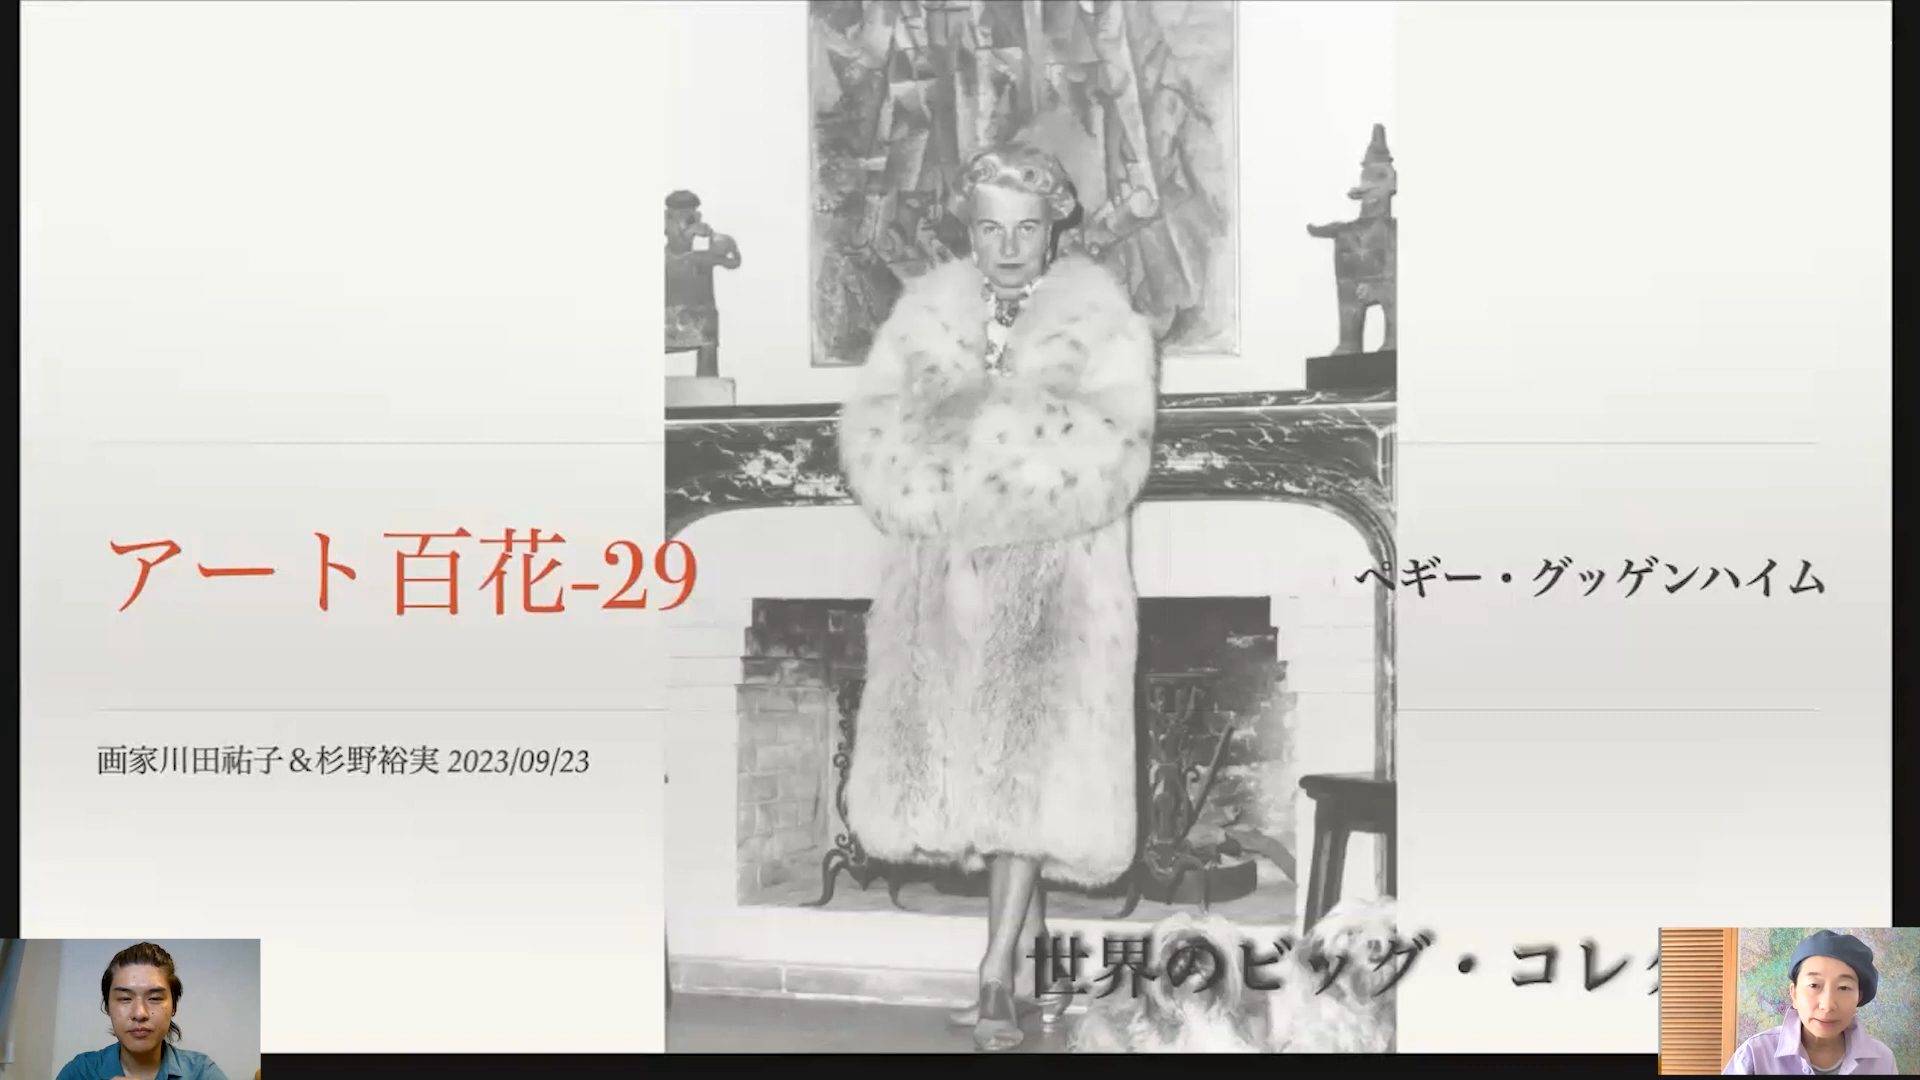 アート百花-29
ペギー・グッゲンハイム
画家川田祐子&杉野裕実 2023/09/23
世界のビッグ・コレ